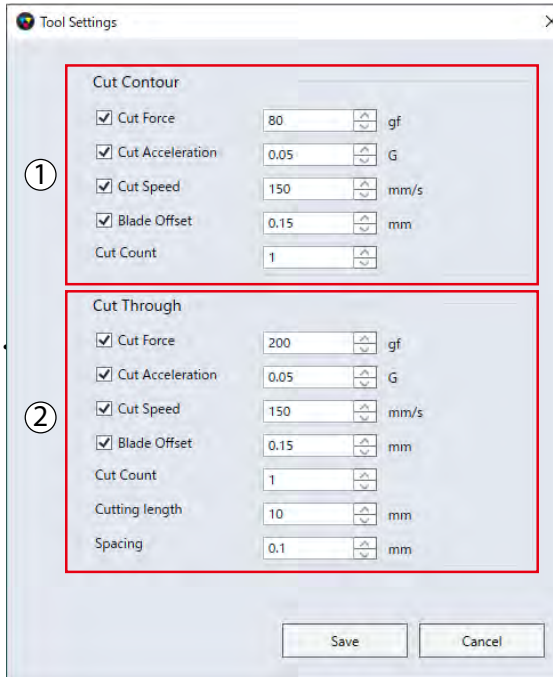 Tool Settings
Cut Contour
Cut Force 80 gf
Cut Acceleration 0.05 G
① Cut Speed 150 mm/s
Blade Offset 0.15 mm
Cut Count 1
Cut Through
Cut Force 200 gf
Cut Acceleration 0.05 G
② Cut Speed 150 mm/s
Blade Offset 0.15 mm
Cut Count 1
Cutting length 10 mm
Spacing 0.1 mm
Save Cancel